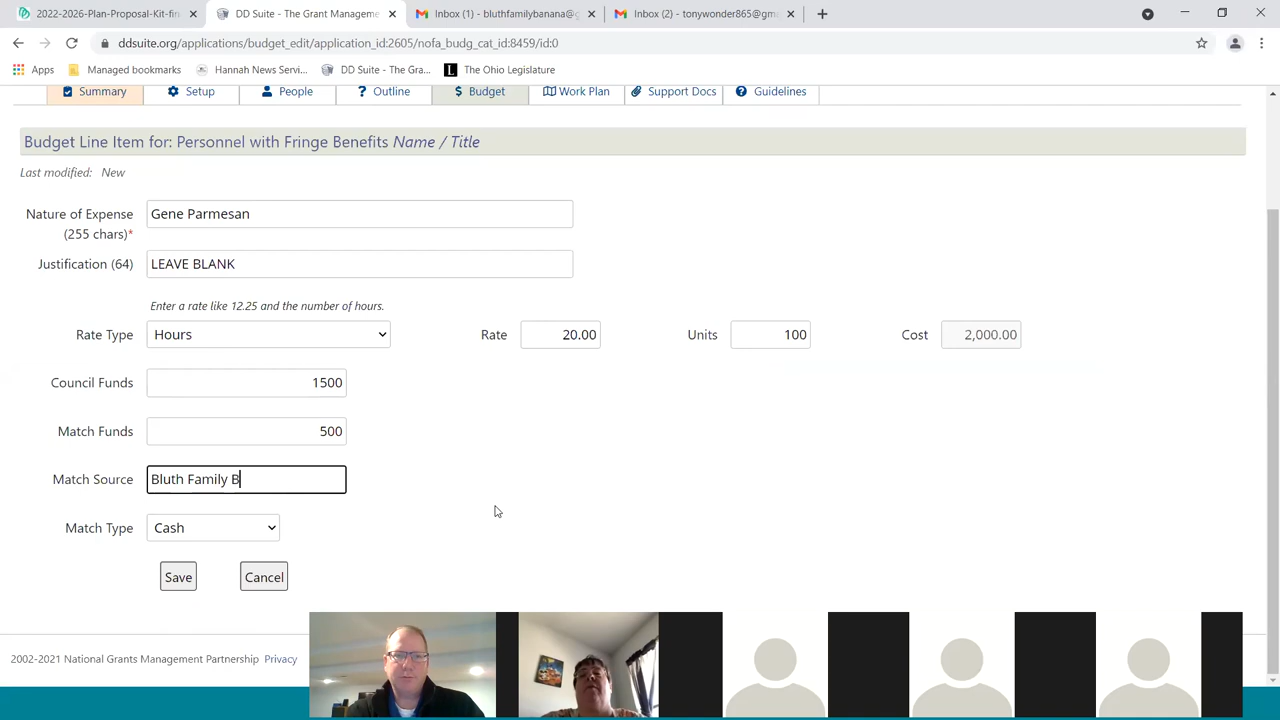 2022-2026-Plan-Proposal-Kit-fin
DD Suite - The Grant Manageme
Inbox (1) - bluthfamilybanana@g
Inbox (2) - tonywonder865@gm
ddsuite.org/applications/budget_edit/application_id:2605/nofa_budg_cat_id:8459/id:0
Apps Managed bookmarks Hannah News Servi... DD Suite - The Gra... L The Ohio Legislature
Summary Setup People Outline $ Budget Work Plan Support Docs Guidelines
Budget Line Item for: Personnel with Fringe Benefits Name / Title
Last modified: New
Nature of Expense Gene Parmesan
(255 chars)*
Justification (64) LEAVE BLANK
Enter a rate like 12.25 and the number of hours.
Rate Type Hours Rate 20.00 Units 100 Cost 2,000.00
Council Funds 1500
Match Funds 500
Match Source Bluth Family B
Match Type Cash
Save Cancel
2002-2021 National Grants Management Partnership Privacy